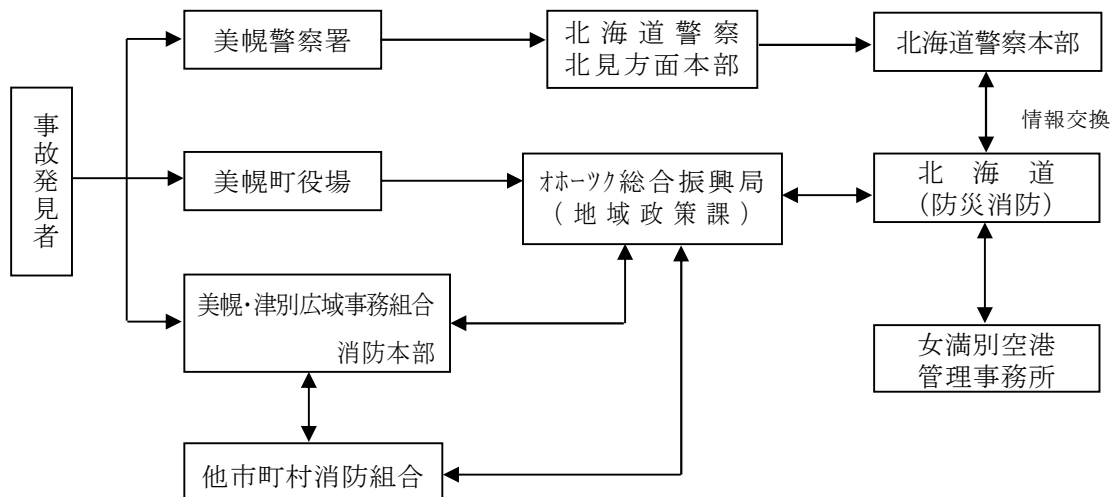 事故発見者
美幌警察署
北海道警察
北見方面本部
北海道警察本部
情報交換
美幌町役場
ｵﾎｰﾂｸ総合振興局
（地域政策課）
北海道
（防災消防）
美幌・津別広域事務組合
消防本部
女満別空港
管理事務所
他市町村消防組合